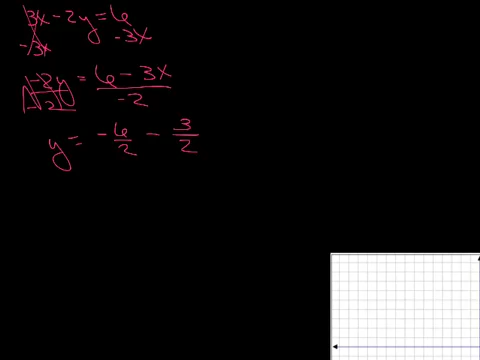 3x - 2y = 6
-3x -3x
-2y = 6 - 3x
-2 -2
y = - 6/2 - 3/2